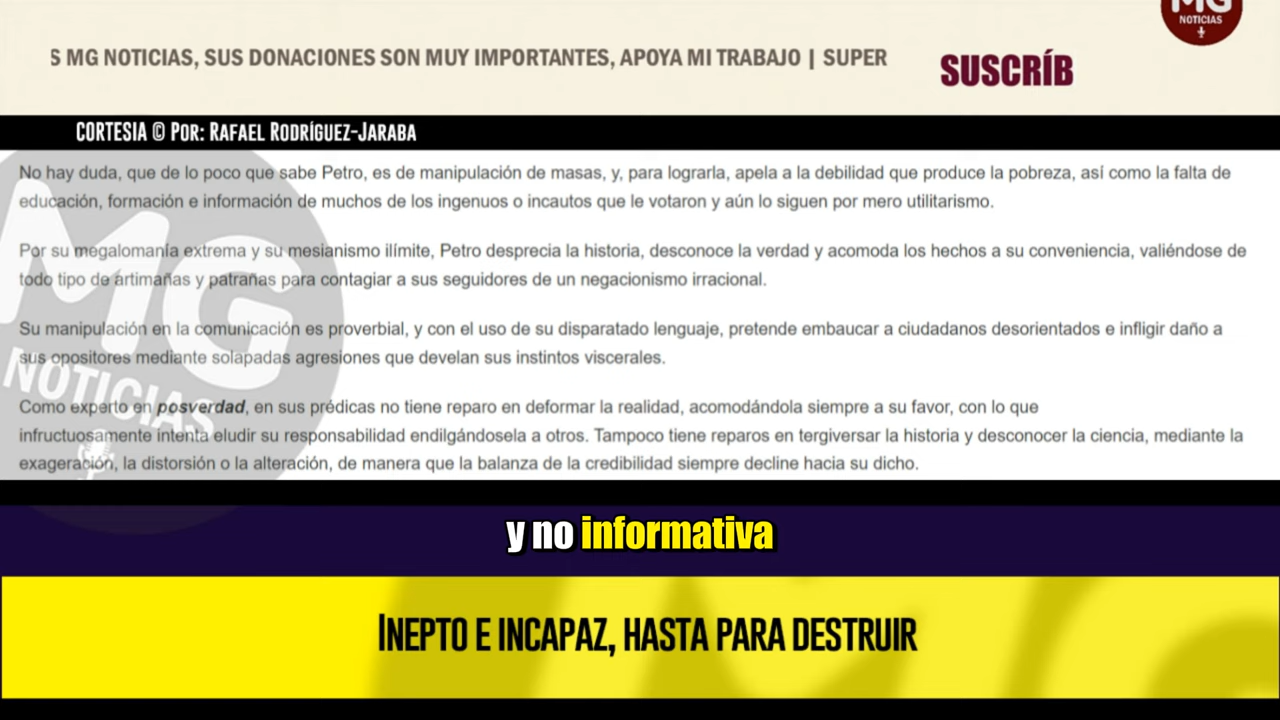 MG
NOTICIAS
S MG NOTICIAS, SUS DONACIONES SON MUY IMPORTANTES, APOYA MI TRABAJO | SUPER
SUSCRÍB
CORTESIA © POR: RAFAEL RODRÍGUEZ-JARABA
No hay duda, que de lo poco que sabe Petro, es de manipulación de masas, y, para lograrla, apela a la debilidad que produce la pobreza, así como la falta de
educación, formación e información de muchos de los ingenuos o incautos que le votaron y aún lo siguen por mero utilitarismo.
Por su megalomanía extrema y su mesianismo ilímite, Petro desprecia la historia, desconoce la verdad y acomoda los hechos a su conveniencia, valiéndose de
todo tipo de artimañas y patrañas para contagiar a sus seguidores de un negacionismo irracional.
Su manipulación en la comunicación es proverbial, y con el uso de su disparatado lenguaje, pretende embaucar a ciudadanos desorientados e infligir daño a
sus opositores mediante solapadas agresiones que develan sus instintos viscerales.
Como experto en posverdad, en sus prédicas no tiene reparo en deformar la realidad, acomodándola siempre a su favor, con lo que
infructuosamente intenta eludir su responsabilidad endilgándosela a otros. Tampoco tiene reparos en tergiversar la historia y desconocer la ciencia, mediante la
exageración, la distorsión o la alteración, de manera que la balanza de la credibilidad siempre decline hacia su dicho.
MG
NOTICIAS
y no informativa
INEPTO E INCAPAZ, HASTA PARA DESTRUIR